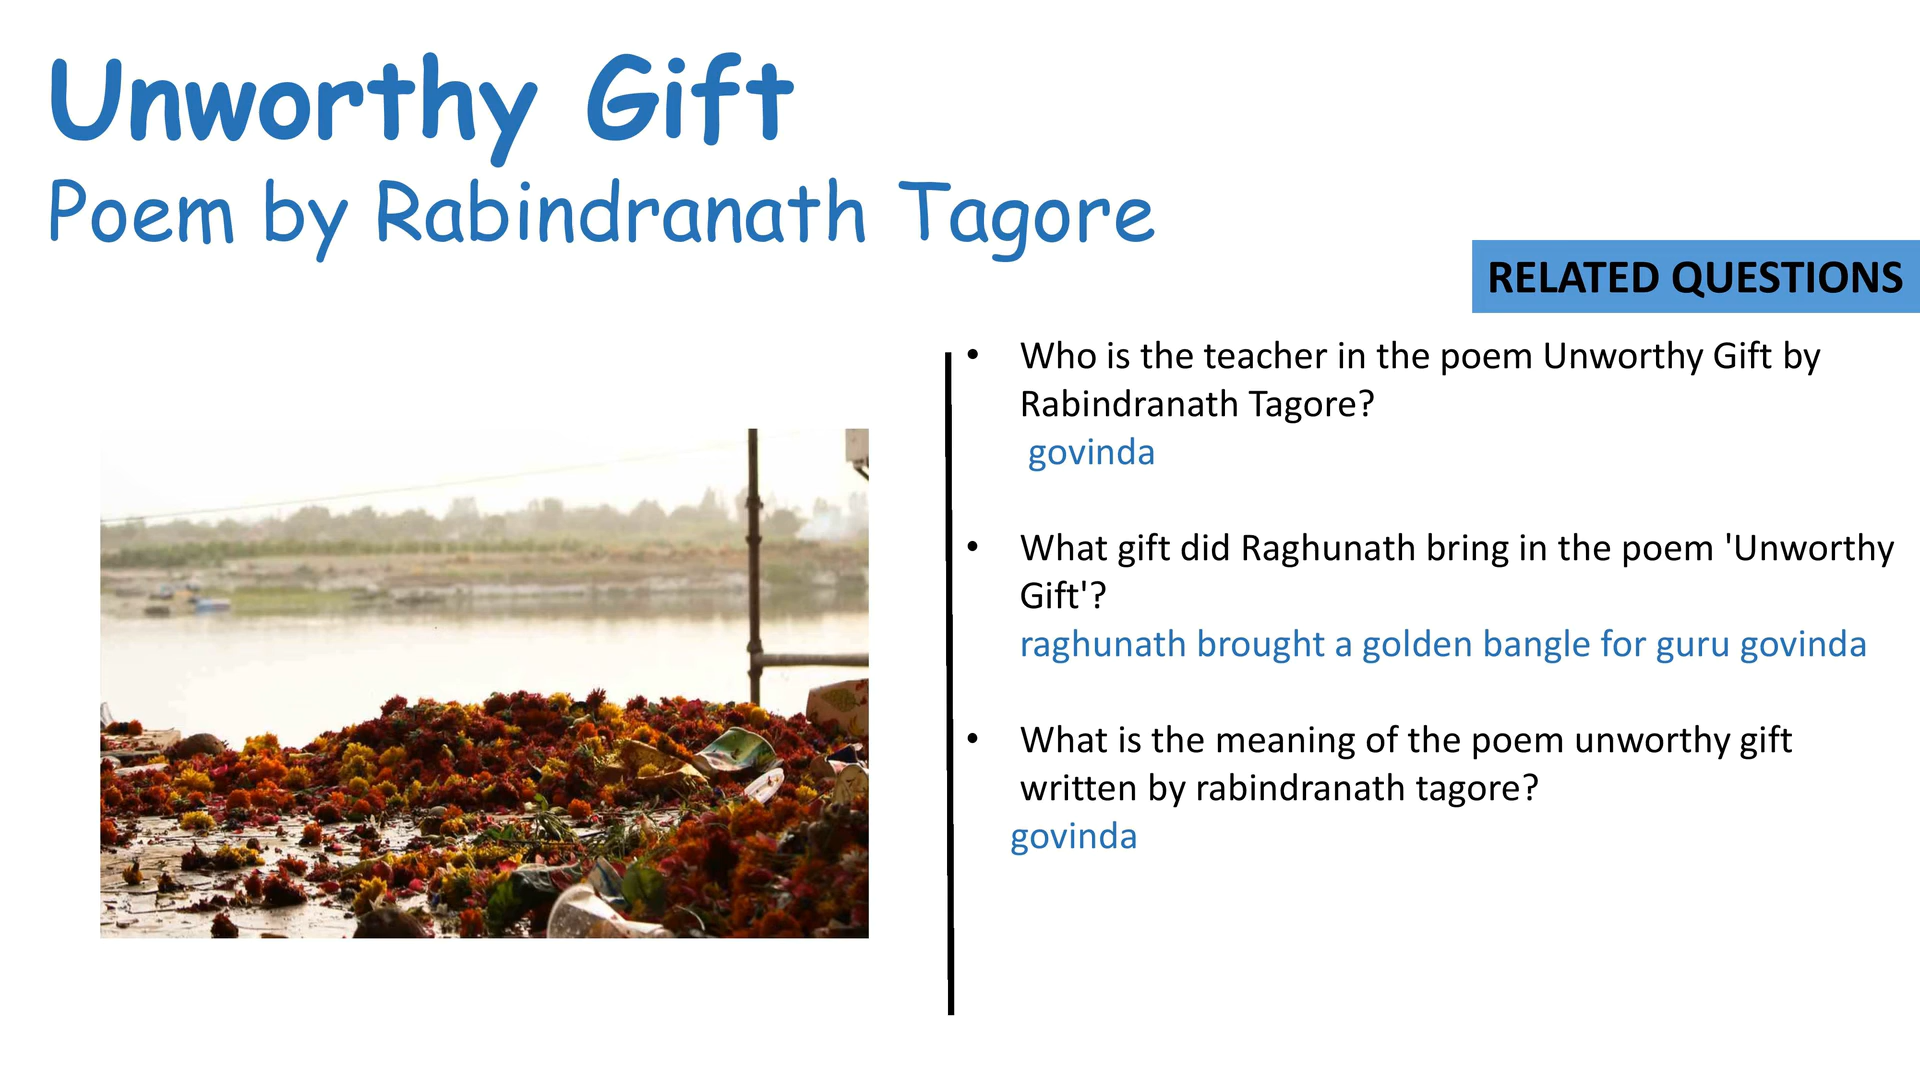 Unworthy Gift
Poem by Rabindranath Tagore
RELATED QUESTIONS
• Who is the teacher in the poem Unworthy Gift by
Rabindranath Tagore?
govinda
• What gift did Raghunath bring in the poem 'Unworthy
Gift'?
raghunath brought a golden bangle for guru govinda
• What is the meaning of the poem unworthy gift
written by rabindranath tagore?
govinda